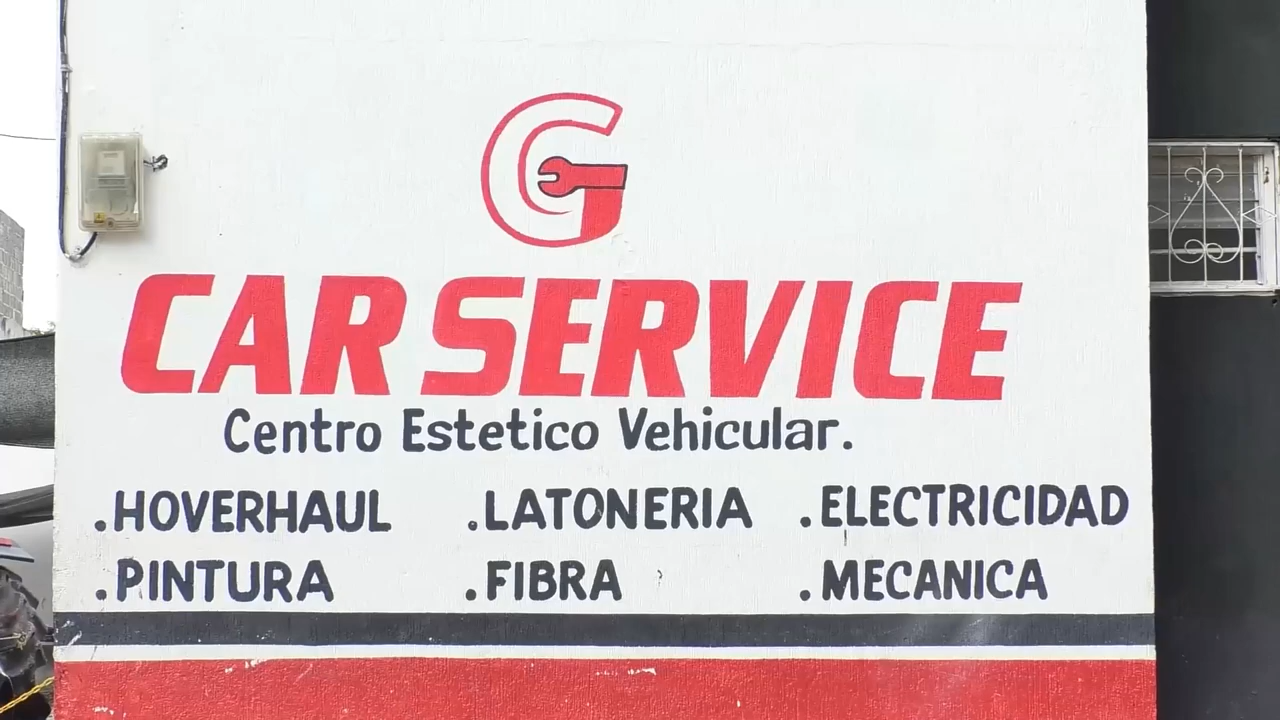 G
CAR SERVICE
Centro Estetico Vehicular.
.HOVERHAUL .LATONERIA .ELECTRICIDAD
.PINTURA .FIBRA .MECANICA